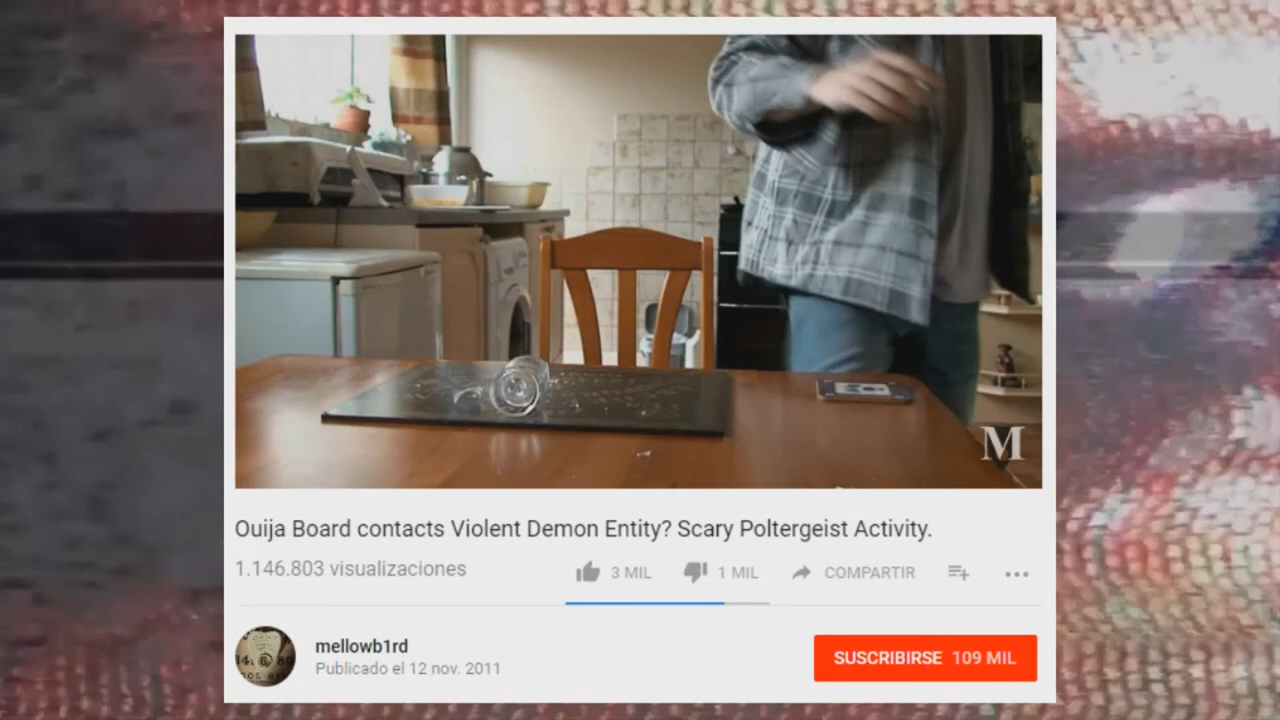 M
Ouija Board contacts Violent Demon Entity? Scary Poltergeist Activity.
1.146.803 visualizaciones
3 MIL
1 MIL
COMPARTIR
mellowb1rd
Publicado el 12 nov. 2011
SUSCRIBIRSE 109 MIL